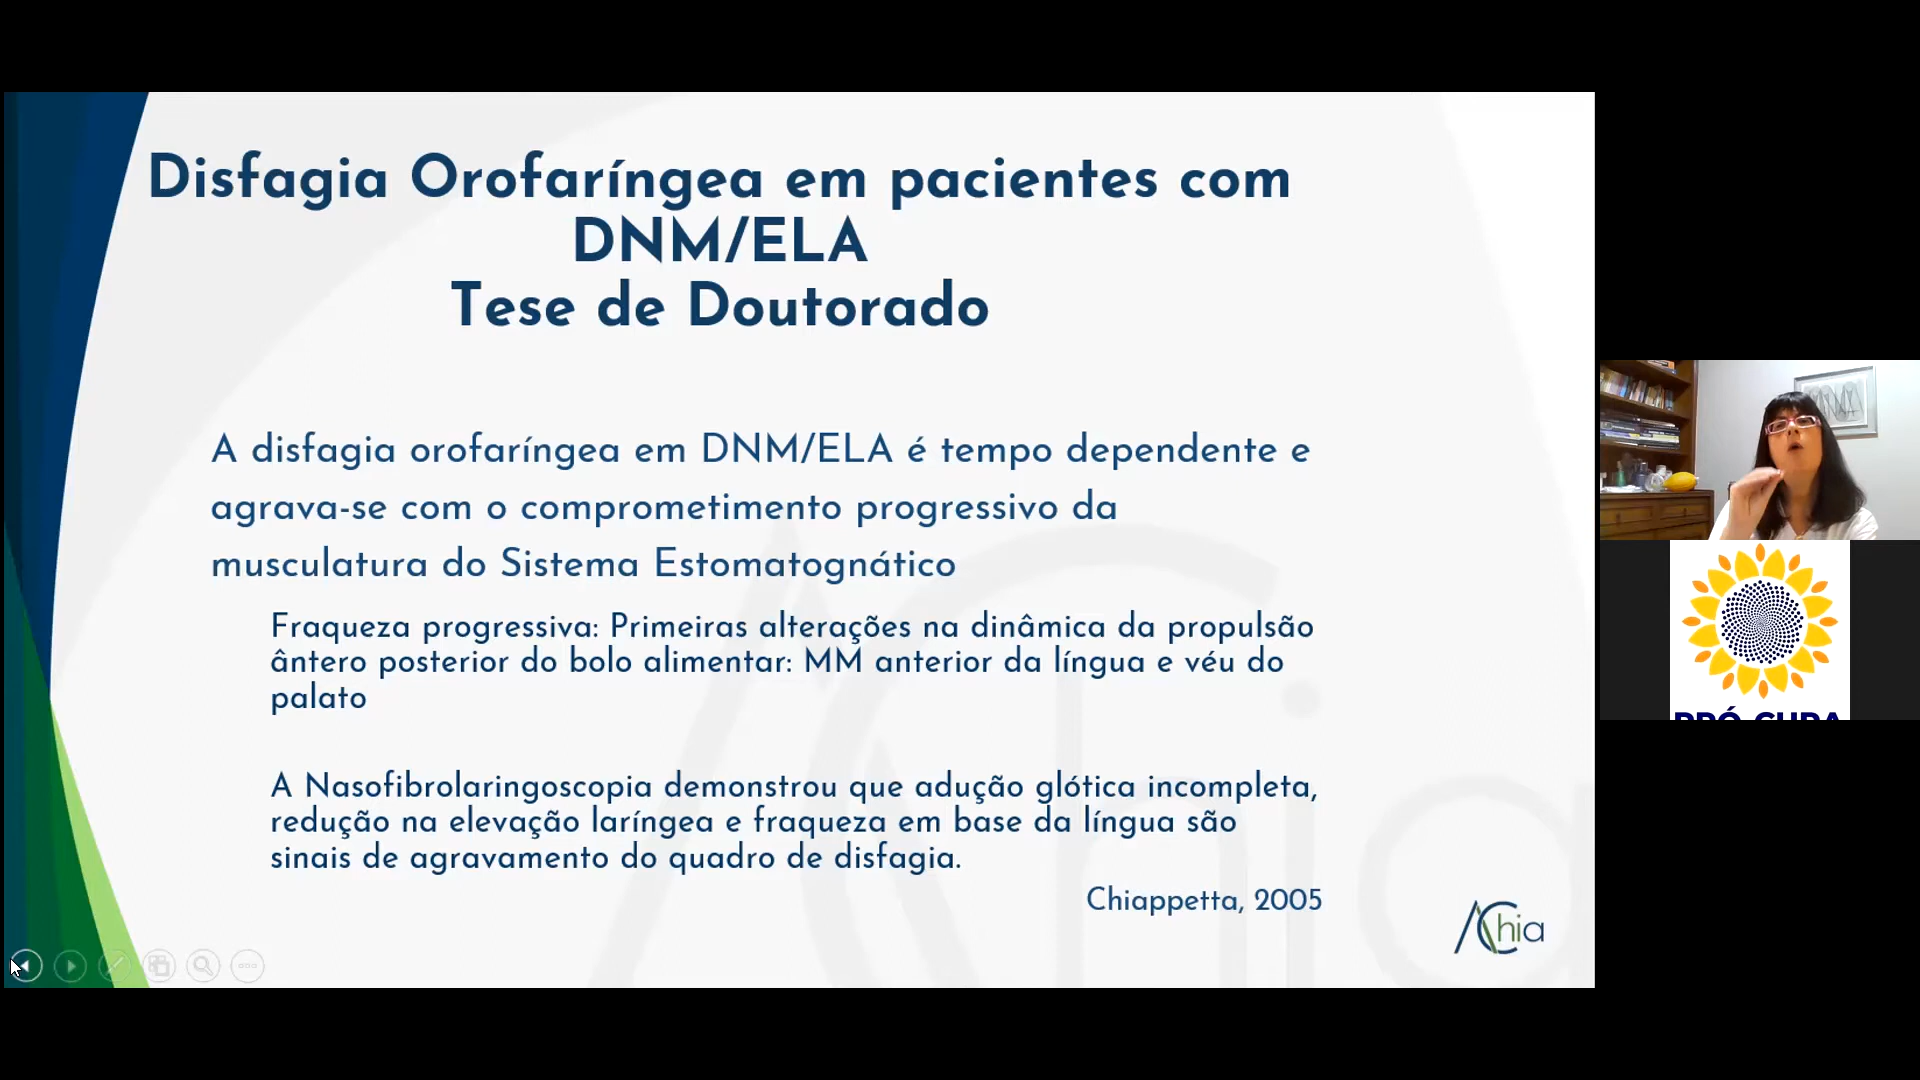 Disfagia Orofaríngea em pacientes com
DNM/ELA
Tese de Doutorado
A disfagia orofaríngea em DNM/ELA é tempo dependente e
agrava-se com o comprometimento progressivo da
musculatura do Sistema Estomatognático
Fraqueza progressiva: Primeiras alterações na dinâmica da propulsão
ântero posterior do bolo alimentar: MM anterior da língua e véu do
palato
A Nasofibrolaringoscopia demonstrou que adução glótica incompleta,
redução na elevação laríngea e fraqueza em base da língua são
sinais de agravamento do quadro de disfagia.
Chiappetta, 2005
AChia
PRÓ-CURA